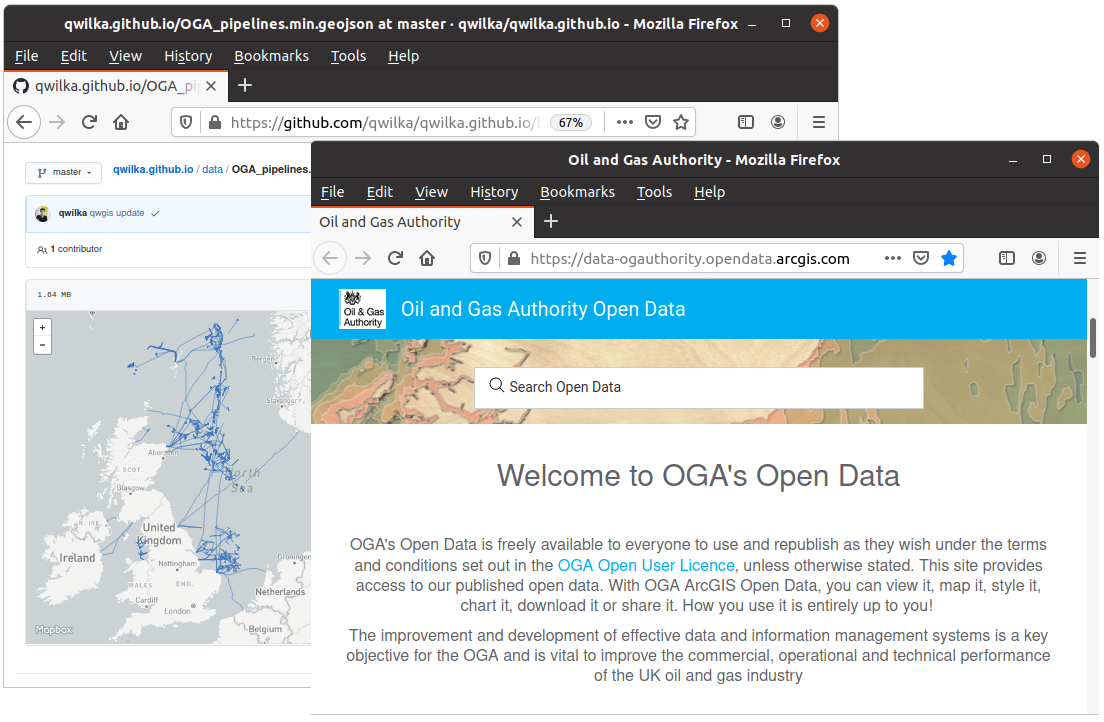 qwilka.github.io/OGA_pipelines.min.geojson at master · qwilka/qwilka.github.io - Mozilla Firefox
File Edit View History Bookmarks Tools Help
qwilka.github.io/OGA_pi
https://github.com/qwilka/qwilka.github.io/ 67%
master
qwilka.github.io / data / OGA_pipelines.
qwilka qwgis update
1 contributor
1.64 MB
+
-
Bergen
Stavanger
SCOT.
Aberdeen
North
Sea
Glasgow
N. IRE.
United
Kingdom
Ireland
Nottingham
Groningen
WALES
ENG.
Netherlands
Cardiff
London
Belgium
Mapbox
Oil and Gas Authority - Mozilla Firefox
File Edit View History Bookmarks Tools Help
Oil and Gas Authority
https://data-ogauthority.opendata.arcgis.com
Oil & Gas
Authority
Oil and Gas Authority Open Data
Search Open Data
Welcome to OGA's Open Data
OGA's Open Data is freely available to everyone to use and republish as they wish under the terms
and conditions set out in the OGA Open User Licence, unless otherwise stated. This site provides
access to our published open data. With OGA ArcGIS Open Data, you can view it, map it, style it,
chart it, download it or share it. How you use it is entirely up to you!
The improvement and development of effective data and information management systems is a key
objective for the OGA and is vital to improve the commercial, operational and technical performance
of the UK oil and gas industry